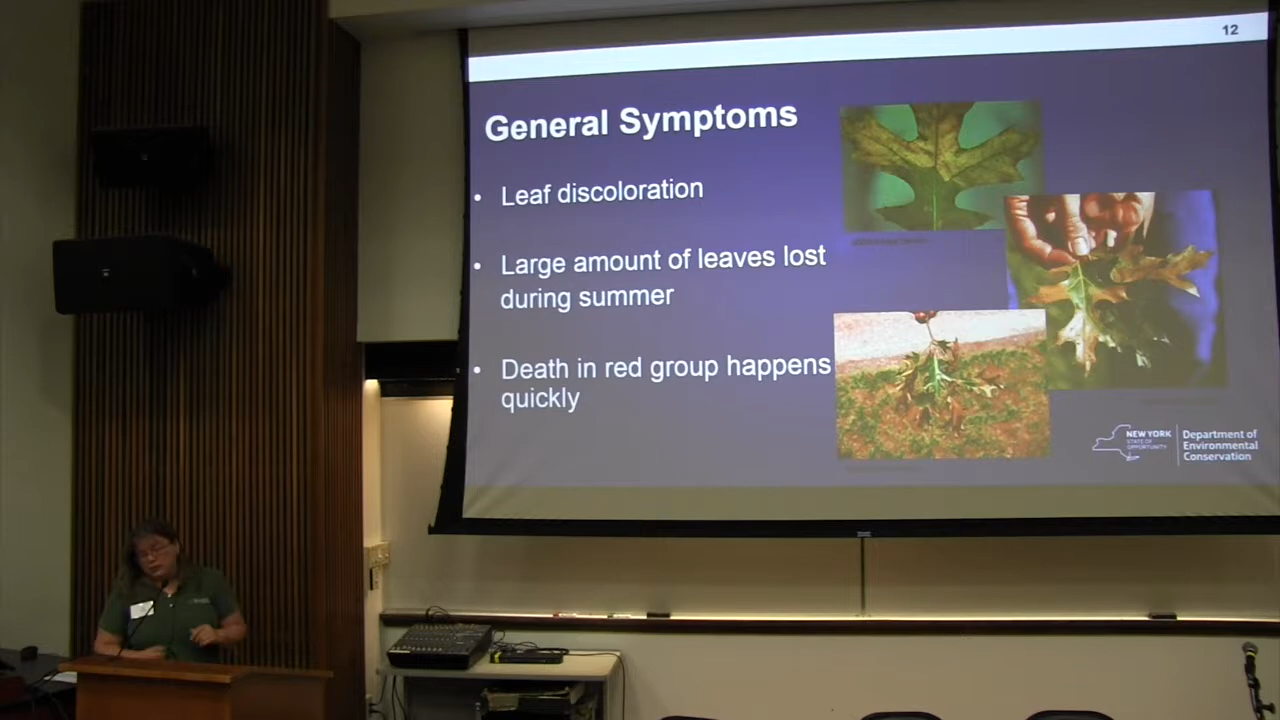 12
General Symptoms
• Leaf discoloration
• Large amount of leaves lost
during summer
• Death in red group happens
quickly
NEW YORK
STATE OF
OPPORTUNITY
Department of
Environmental
Conservation